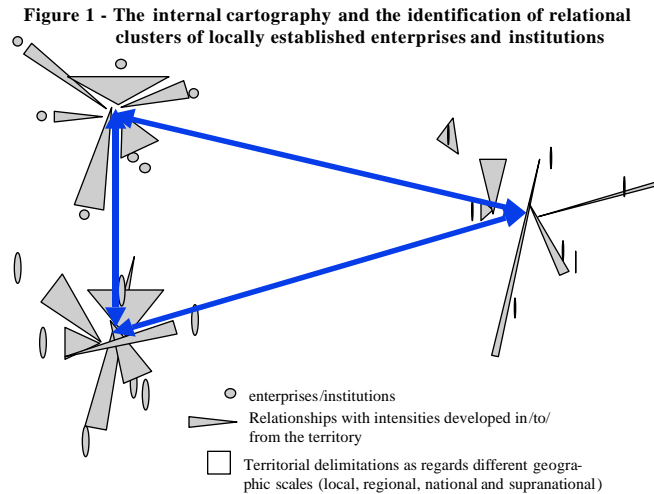 Figure 1 - The internal cartography and the identification of relational
clusters of locally established enterprises and institutions
enterprises/institutions
Relationships with intensities developed in/to/
from the territory
Territorial delimitations as regards different geogra-
phic scales (local, regional, national and supranational)